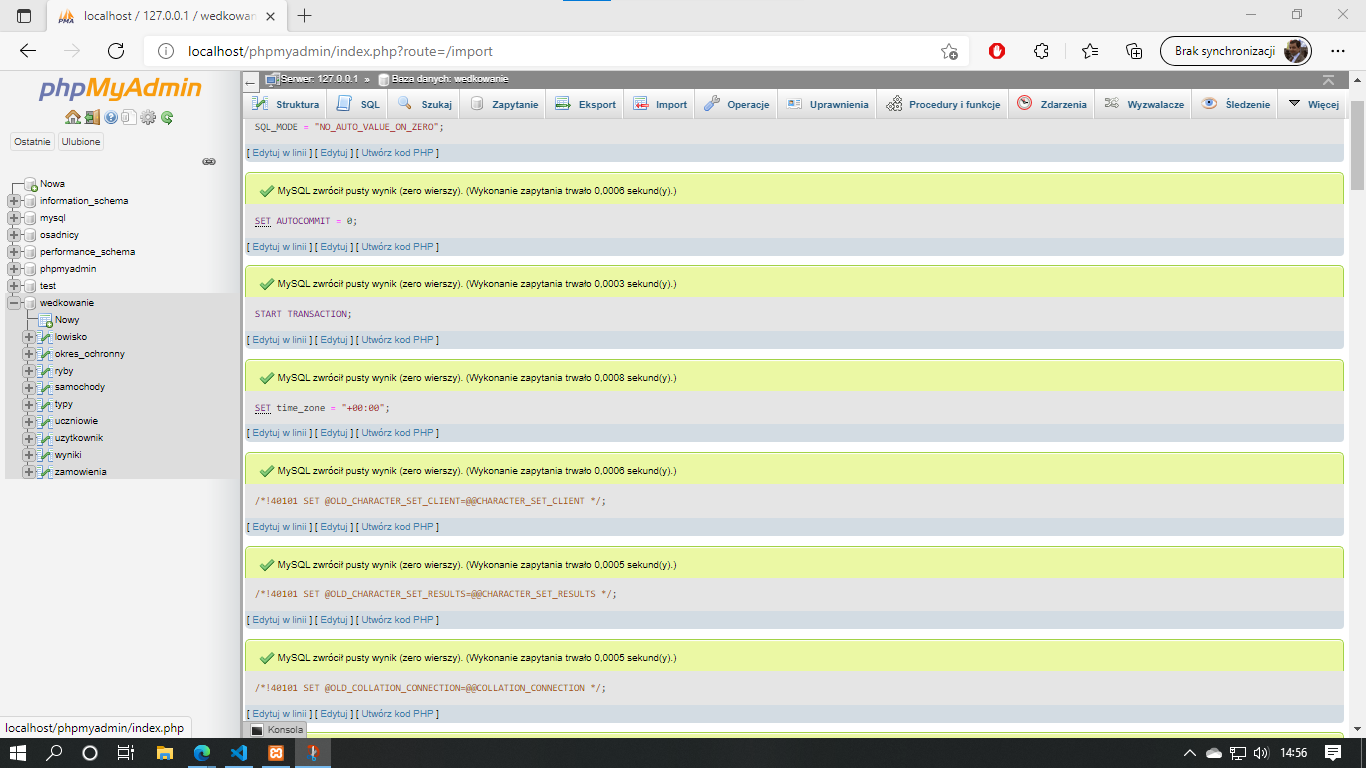 localhost / 127.0.0.1 / wedkowan
localhost/phpmyadmin/index.php?route=/import
Brak synchronizacji
phpMyAdmin
Ostatnie
Ulubione
Nowa
information_schema
mysql
osadnicy
performance_schema
phpmyadmin
test
wedkowanie
Nowy
lowisko
okres_ochronny
ryby
samochody
typy
uczniowie
uzytkownik
wyniki
zamowienia
localhost/phpmyadmin/index.php
Serwer: 127.0.0.1 » Baza danych: wedkowanie
Struktura SQL Szukaj Zapytanie Eksport Import Operacje Uprawnienia Procedury i funkcje Zdarzenia Wyzwalacze Śledzenie Więcej
SQL_MODE = "NO_AUTO_VALUE_ON_ZERO";
[ Edytuj w linii ] [ Edytuj ] [ Utwórz kod PHP ]
MySQL zwrócił pusty wynik (zero wierszy). (Wykonanie zapytania trwało 0,0006 sekund(y).)
SET AUTOCOMMIT = 0;
[ Edytuj w linii ] [ Edytuj ] [ Utwórz kod PHP ]
MySQL zwrócił pusty wynik (zero wierszy). (Wykonanie zapytania trwało 0,0003 sekund(y).)
START TRANSACTION;
[ Edytuj w linii ] [ Edytuj ] [ Utwórz kod PHP ]
MySQL zwrócił pusty wynik (zero wierszy). (Wykonanie zapytania trwało 0,0008 sekund(y).)
SET time_zone = "+00:00";
[ Edytuj w linii ] [ Edytuj ] [ Utwórz kod PHP ]
MySQL zwrócił pusty wynik (zero wierszy). (Wykonanie zapytania trwało 0,0006 sekund(y).)
/*!40101 SET @OLD_CHARACTER_SET_CLIENT=@@CHARACTER_SET_CLIENT */;
[ Edytuj w linii ] [ Edytuj ] [ Utwórz kod PHP ]
MySQL zwrócił pusty wynik (zero wierszy). (Wykonanie zapytania trwało 0,0005 sekund(y).)
/*!40101 SET @OLD_CHARACTER_SET_RESULTS=@@CHARACTER_SET_RESULTS */;
[ Edytuj w linii ] [ Edytuj ] [ Utwórz kod PHP ]
MySQL zwrócił pusty wynik (zero wierszy). (Wykonanie zapytania trwało 0,0005 sekund(y).)
/*!40101 SET @OLD_COLLATION_CONNECTION=@@COLLATION_CONNECTION */;
[ Edytuj w linii ] [ Edytuj ] [ Utwórz kod PHP ]
Konsola
14:56